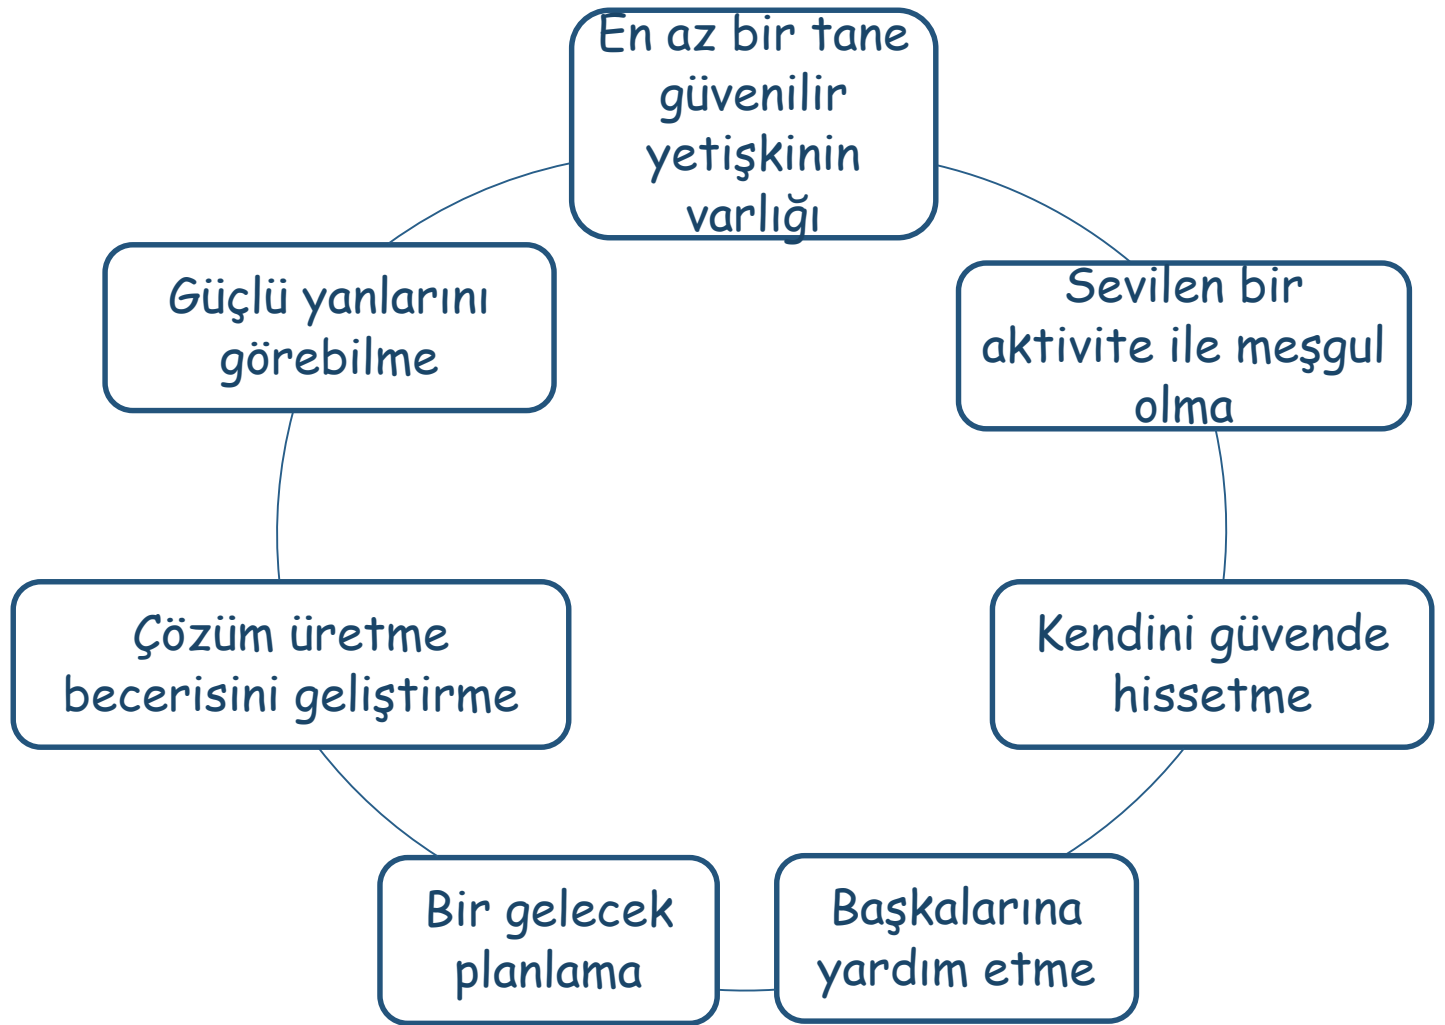 En az bir tane
güvenilir
yetişkinin
varlığı
Sevilen bir
aktivite ile meşgul
olma
Kendini güvende
hissetme
Başkalarına
yardım etme
Bir gelecek
planlama
Çözüm üretme
becerisini geliştirme
Güçlü yanlarını
görebilme